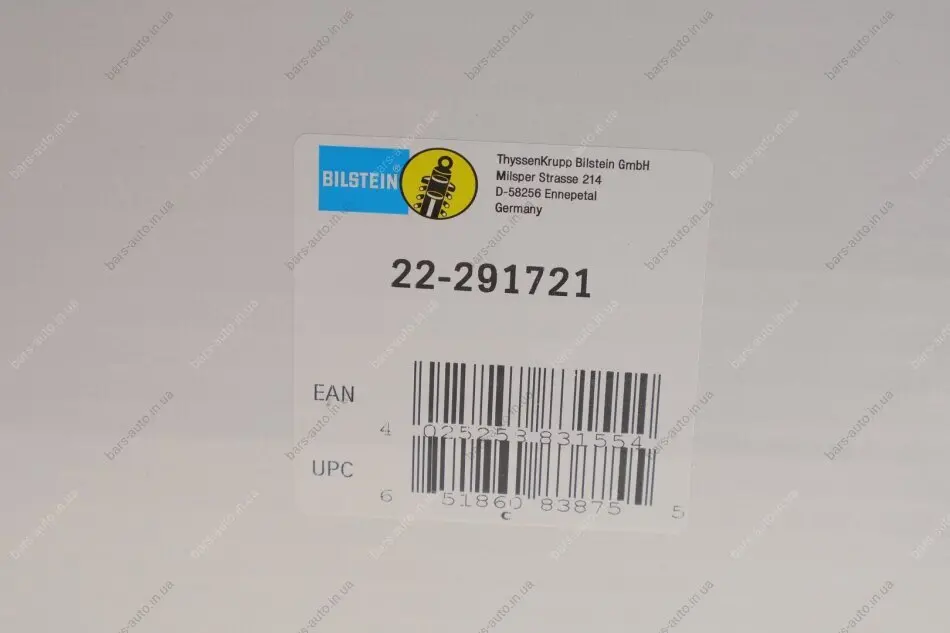 BILSTEIN®
ThyssenKrupp Bilstein GmbH
Milsper Strasse 214
D-58256 Ennepetal
Germany
22-291721
EAN
4 025258 831554
UPC
6 51860 83875 5
c
bars-auto.in.ua